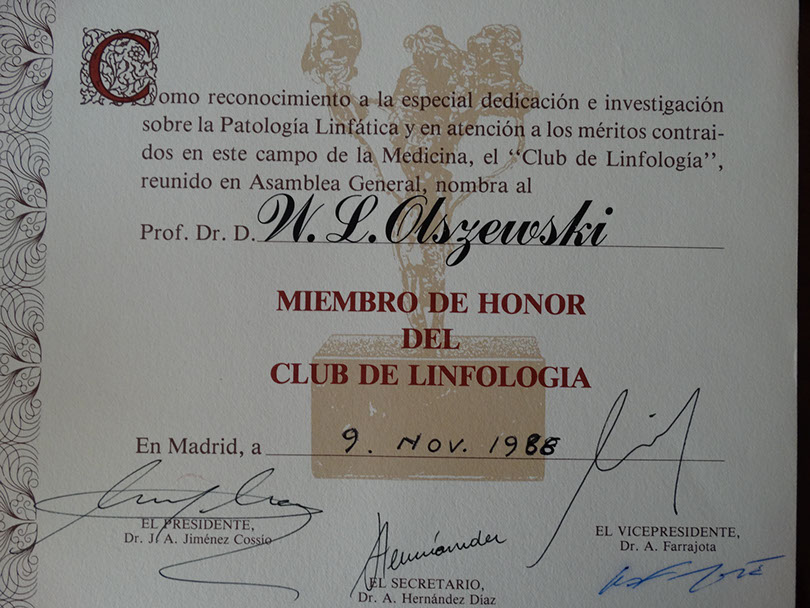 Como reconocimiento a la especial dedicación e investigación
sobre la Patología Linfática y en atención a los méritos contrai-
dos en este campo de la Medicina, el “Club de Linfología”,
reunido en Asamblea General, nombra al
Prof. Dr. D. W. L. Olszewski
MIEMBRO DE HONOR
DEL
CLUB DE LINFOLOGIA
En Madrid, a 9. NOV. 1988
EL PRESIDENTE,
Dr. J. A. Jiménez Cossío
EL VICEPRESIDENTE,
Dr. A. Farrajota
Hernández
EL SECRETARIO,
Dr. A. Hernández Díaz